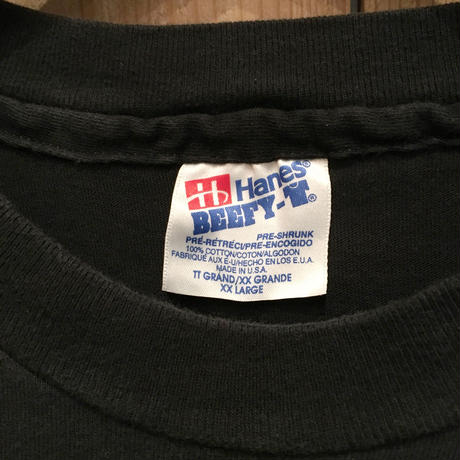 H Hanes®
BEEFY-T®
PRE-SHRUNK
PRÉ-RÉTRÉCI/PRE-ENCOGIDO
100% COTTON/COTON/ALGODON
FABRIQUÉ AUX E-U/HECHO EN LOS E.U.A.
MADE IN U.S.A.
TT GRAND/XX GRANDE
XX LARGE